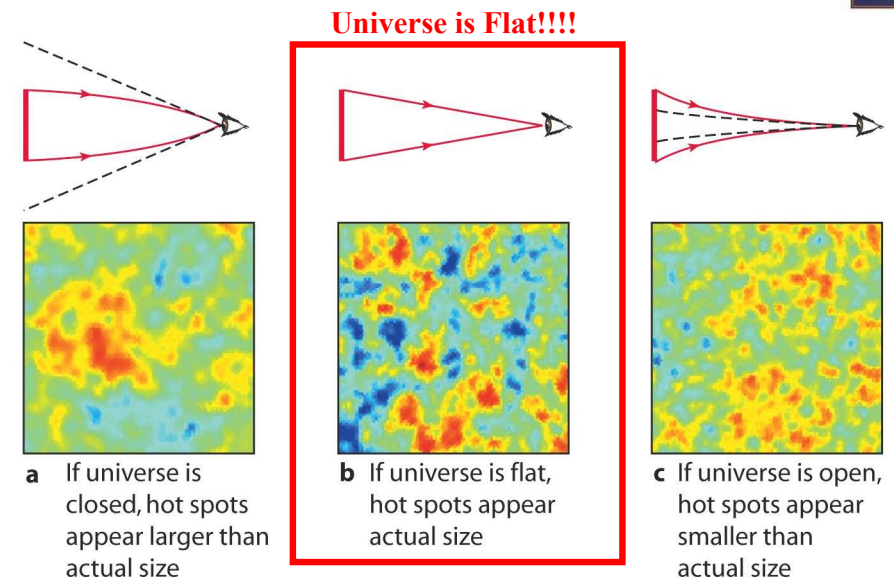 Universe is Flat!!!!
a If universe is
closed, hot spots
appear larger than
actual size
b If universe is flat,
hot spots appear
actual size
c If universe is open,
hot spots appear
smaller than
actual size